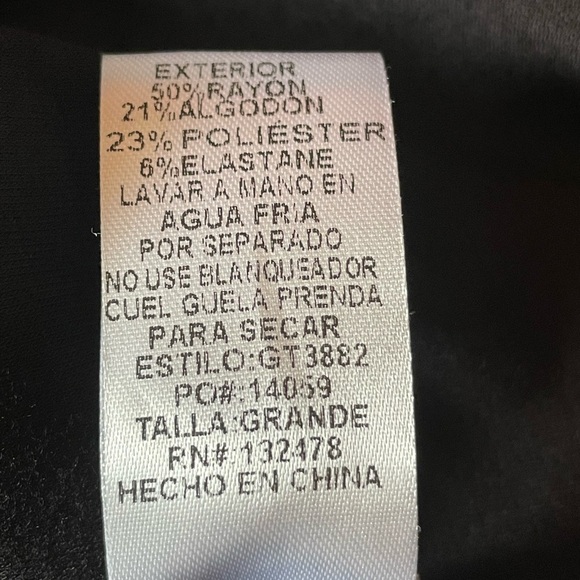 EXTERIOR
50%RAYON
21%ALGODON
23%POLIESTER
6%ELASTANE
LAVAR A MANO EN
AGUA FRIA
POR SEPARADO
NO USE BLANQUEADOR
CUEL GUELA PRENDA
PARA SECAR
ESTILO:GT3882
PO#:14059
TALLA:GRANDE
RN#:132478
HECHO EN CHINA